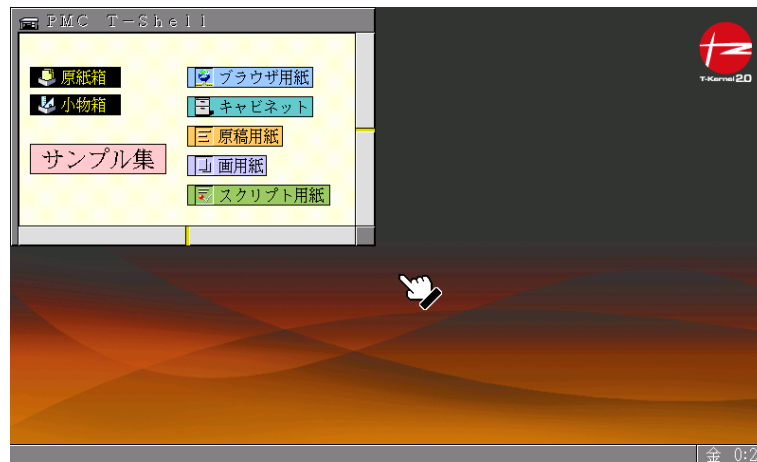 PMC T-Shell
原紙箱
小物箱
サンプル集
ブラウザ用紙
キャビネット
原稿用紙
画用紙
スクリプト用紙
T-Kernel 2.0
金 0:2